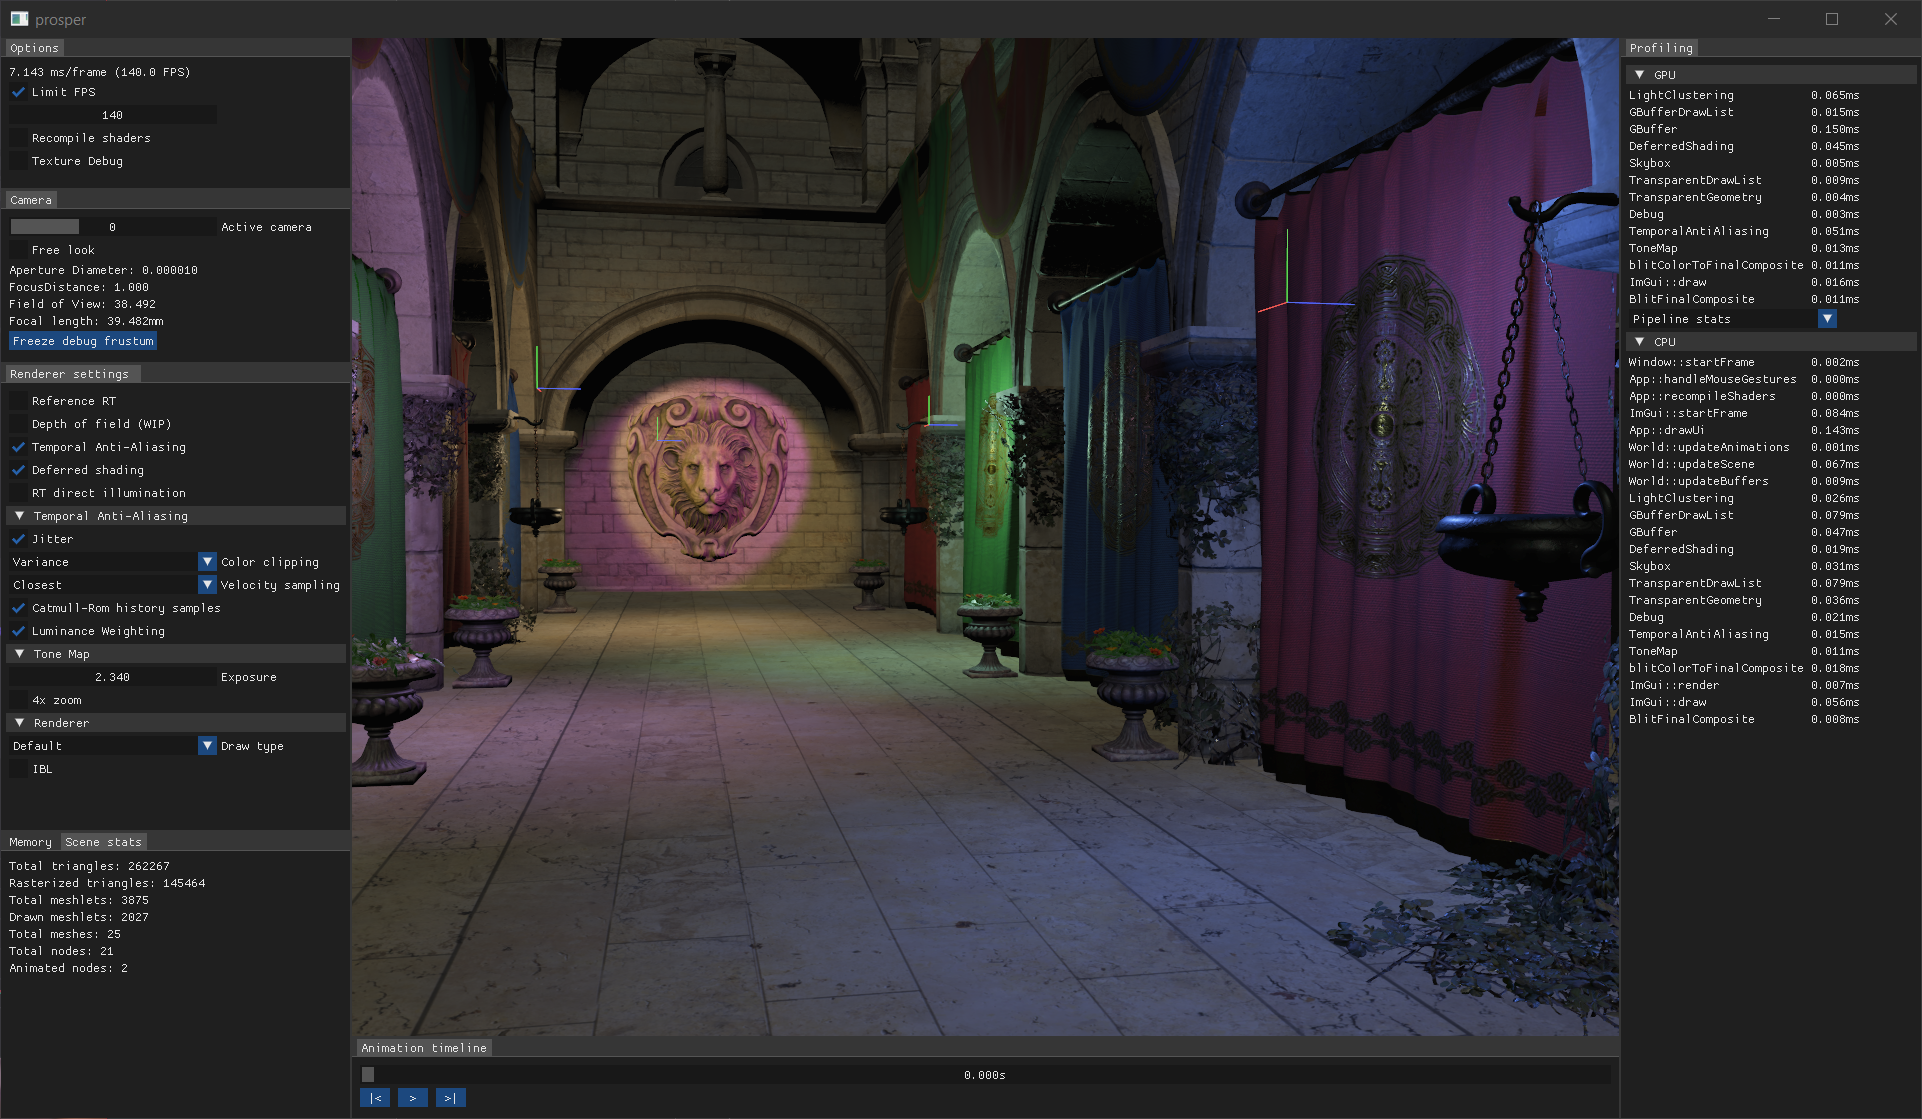 prosper
Options
7.143 ms/frame (140.0 FPS)
Limit FPS
140
Recompile shaders
Texture Debug
Camera
0 Active camera
Free look
Aperture Diameter: 0.000010
FocusDistance: 1.000
Field of View: 38.492
Focal length: 39.482mm
Freeze debug frustum
Renderer settings
Reference RT
Depth of field (WIP)
Temporal Anti-Aliasing
Deferred shading
RT direct illumination
Temporal Anti-Aliasing
Jitter
Variance Color clipping
Closest Velocity sampling
Catmull-Rom history samples
Luminance Weighting
Tone Map
2.340 Exposure
4x zoom
Renderer
Default Draw type
IBL
Memory Scene stats
Total triangles: 262267
Rasterized triangles: 145464
Total meshlets: 3875
Drawn meshlets: 2027
Total meshes: 25
Total nodes: 21
Animated nodes: 2
Animation timeline
0.000s
|< > >|
Profiling
GPU
LightClustering 0.065ms
GBufferDrawList 0.015ms
GBuffer 0.150ms
DeferredShading 0.045ms
Skybox 0.005ms
TransparentDrawList 0.009ms
TransparentGeometry 0.004ms
Debug 0.003ms
TemporalAntiAliasing 0.051ms
ToneMap 0.013ms
blitColorToFinalComposite 0.011ms
ImGui::draw 0.016ms
BlitFinalComposite 0.011ms
Pipeline stats
CPU
Window::startFrame 0.002ms
App::handleMouseGestures 0.000ms
App::recompileShaders 0.000ms
ImGui::startFrame 0.084ms
App::drawUi 0.143ms
World::updateAnimations 0.001ms
World::updateScene 0.067ms
World::updateBuffers 0.009ms
LightClustering 0.026ms
GBufferDrawList 0.079ms
GBuffer 0.047ms
DeferredShading 0.019ms
Skybox 0.031ms
TransparentDrawList 0.079ms
TransparentGeometry 0.036ms
Debug 0.021ms
TemporalAntiAliasing 0.015ms
ToneMap 0.011ms
blitColorToFinalComposite 0.018ms
ImGui::render 0.007ms
ImGui::draw 0.056ms
BlitFinalComposite 0.008ms